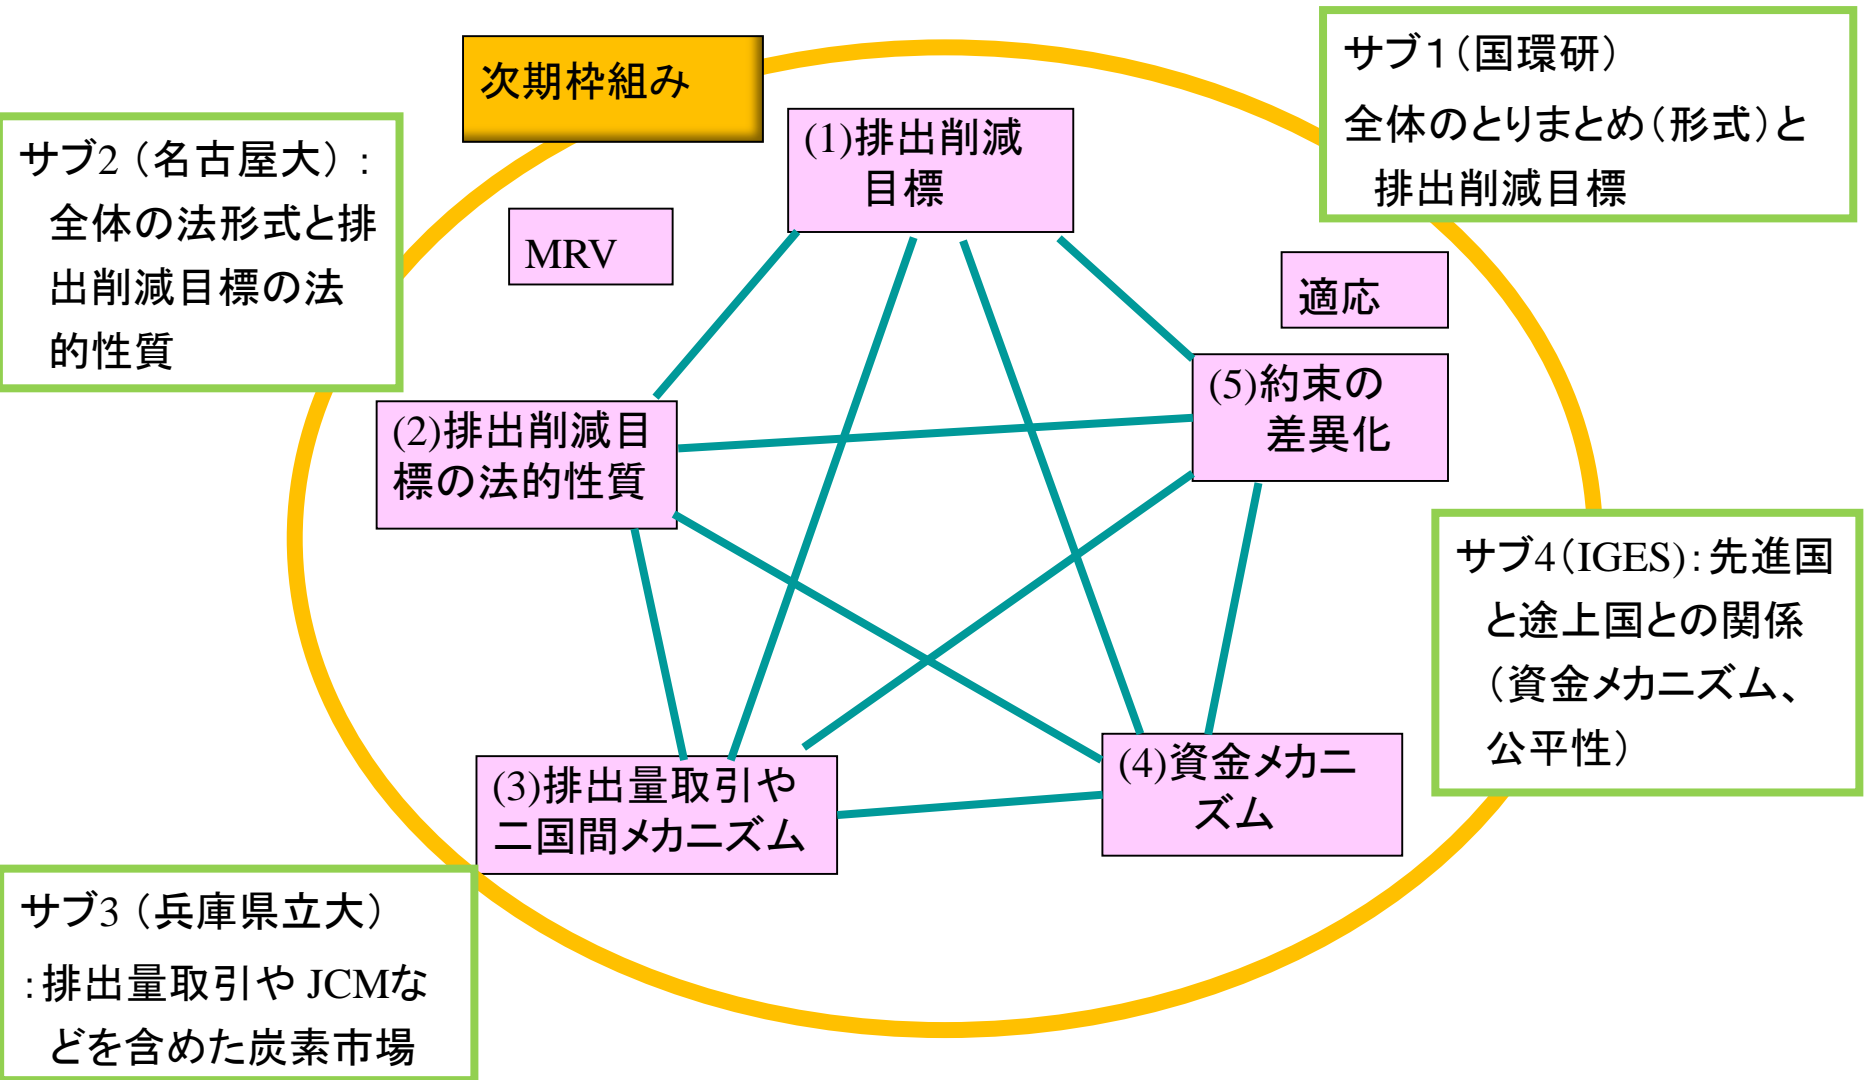 次期枠組み
サブ1（国環研）
全体のとりまとめ（形式）と
排出削減目標
サブ2（名古屋大）：
全体の法形式と排
出削減目標の法
的性質
(1)排出削減
目標
MRV
適応
(5)約束の
差異化
(2)排出削減目
標の法的性質
サブ4（IGES)：先進国
と途上国との関係
（資金メカニズム、
公平性）
(3)排出量取引や
二国間メカニズム
(4)資金メカニ
ズム
サブ3（兵庫県立大）
：排出量取引や JCMな
どを含めた炭素市場